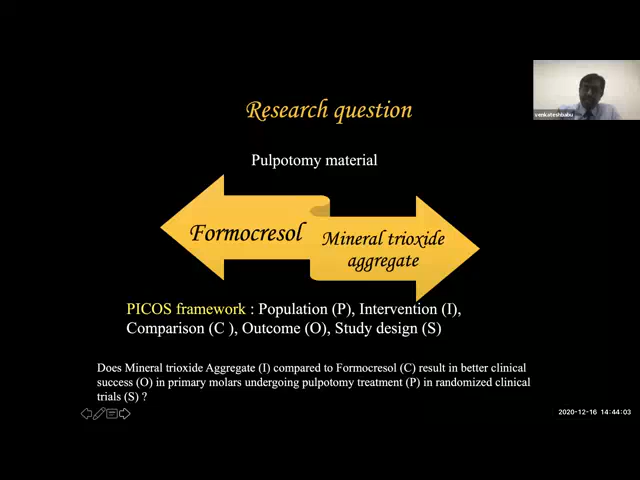 Research question
venkateshbabu
Pulpotomy material
Formocresol
Mineral trioxide
aggregate
PICOS framework : Population (P), Intervention (I),
Comparison (C ), Outcome (O), Study design (S)
Does Mineral trioxide Aggregate (I) compared to Formocresol (C) result in better clinical
success (O) in primary molars undergoing pulpotomy treatment (P) in randomized clinical
trials (S) ?
2020-12-16 14:44:03